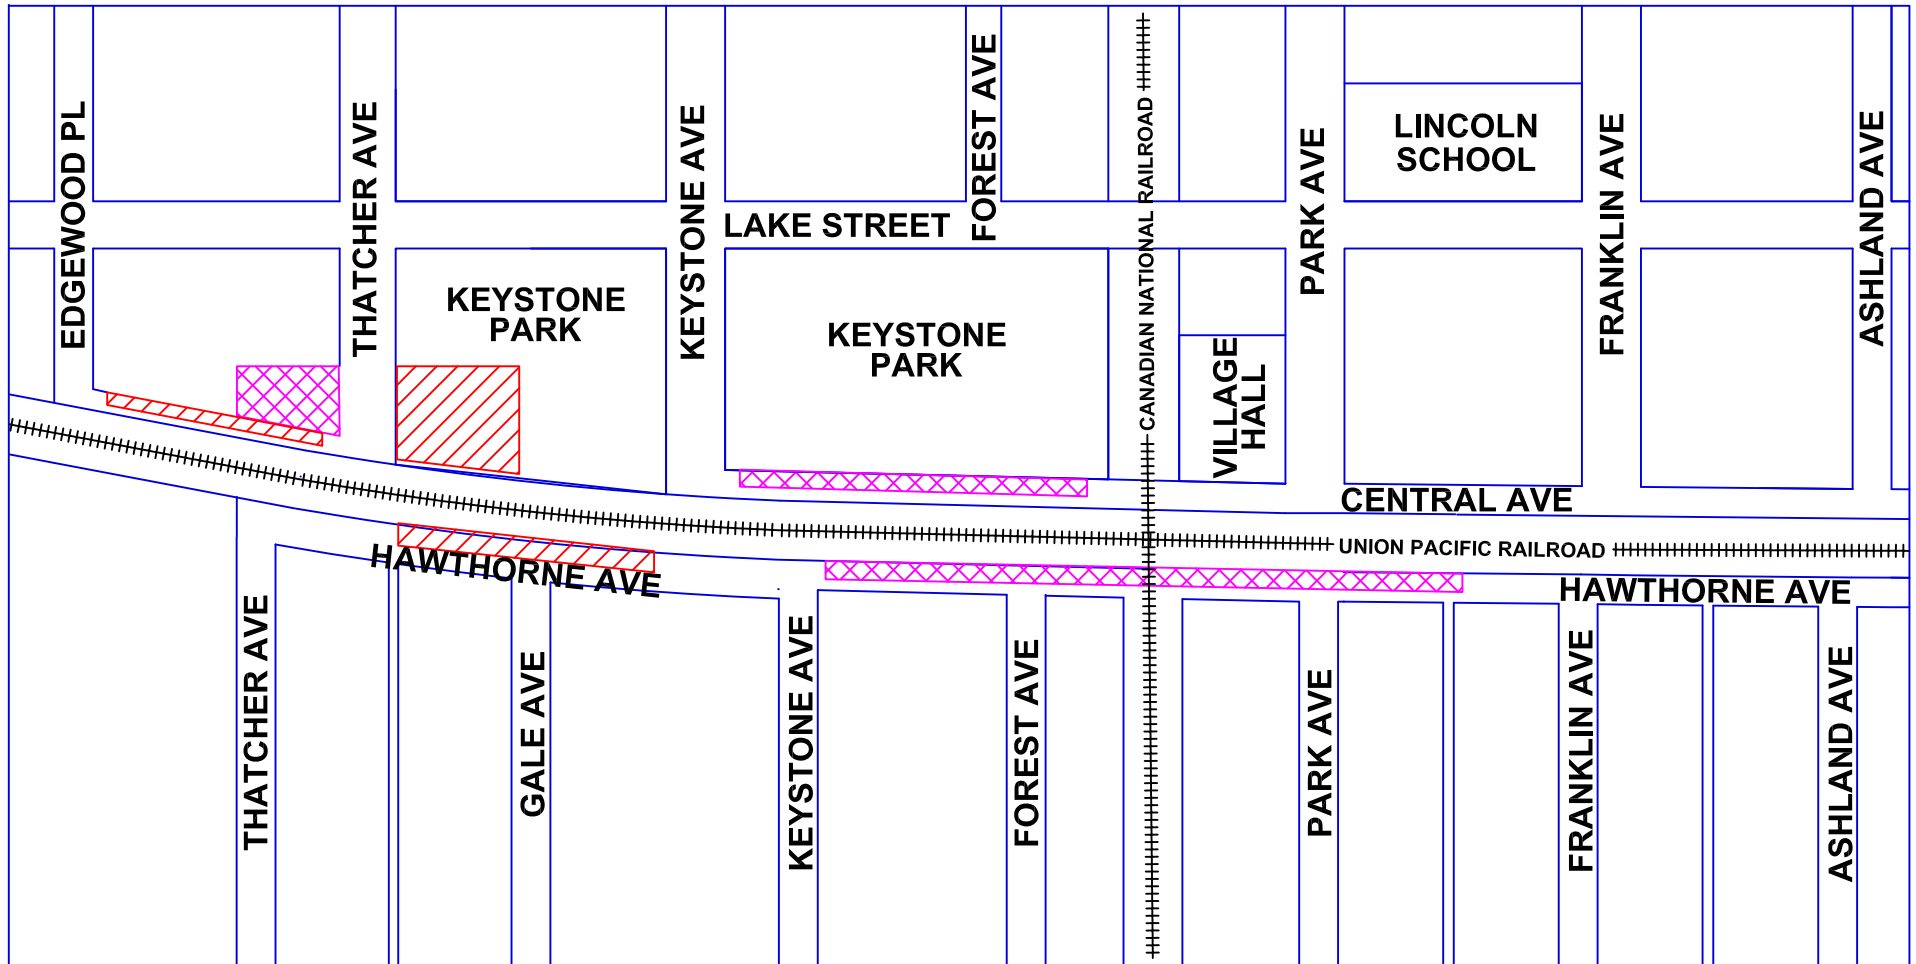 EDGEWOOD PL
THATCHER AVE
KEYSTONE AVE
FOREST AVE
CANADIAN NATIONAL RAILROAD
PARK AVE
LINCOLN
SCHOOL
FRANKLIN AVE
ASHLAND AVE
LAKE STREET
KEYSTONE
PARK
KEYSTONE
PARK
VILLAGE
HALL
CENTRAL AVE
UNION PACIFIC RAILROAD
HAWTHORNE AVE
HAWTHORNE AVE
THATCHER AVE
GALE AVE
KEYSTONE AVE
FOREST AVE
PARK AVE
FRANKLIN AVE
ASHLAND AVE